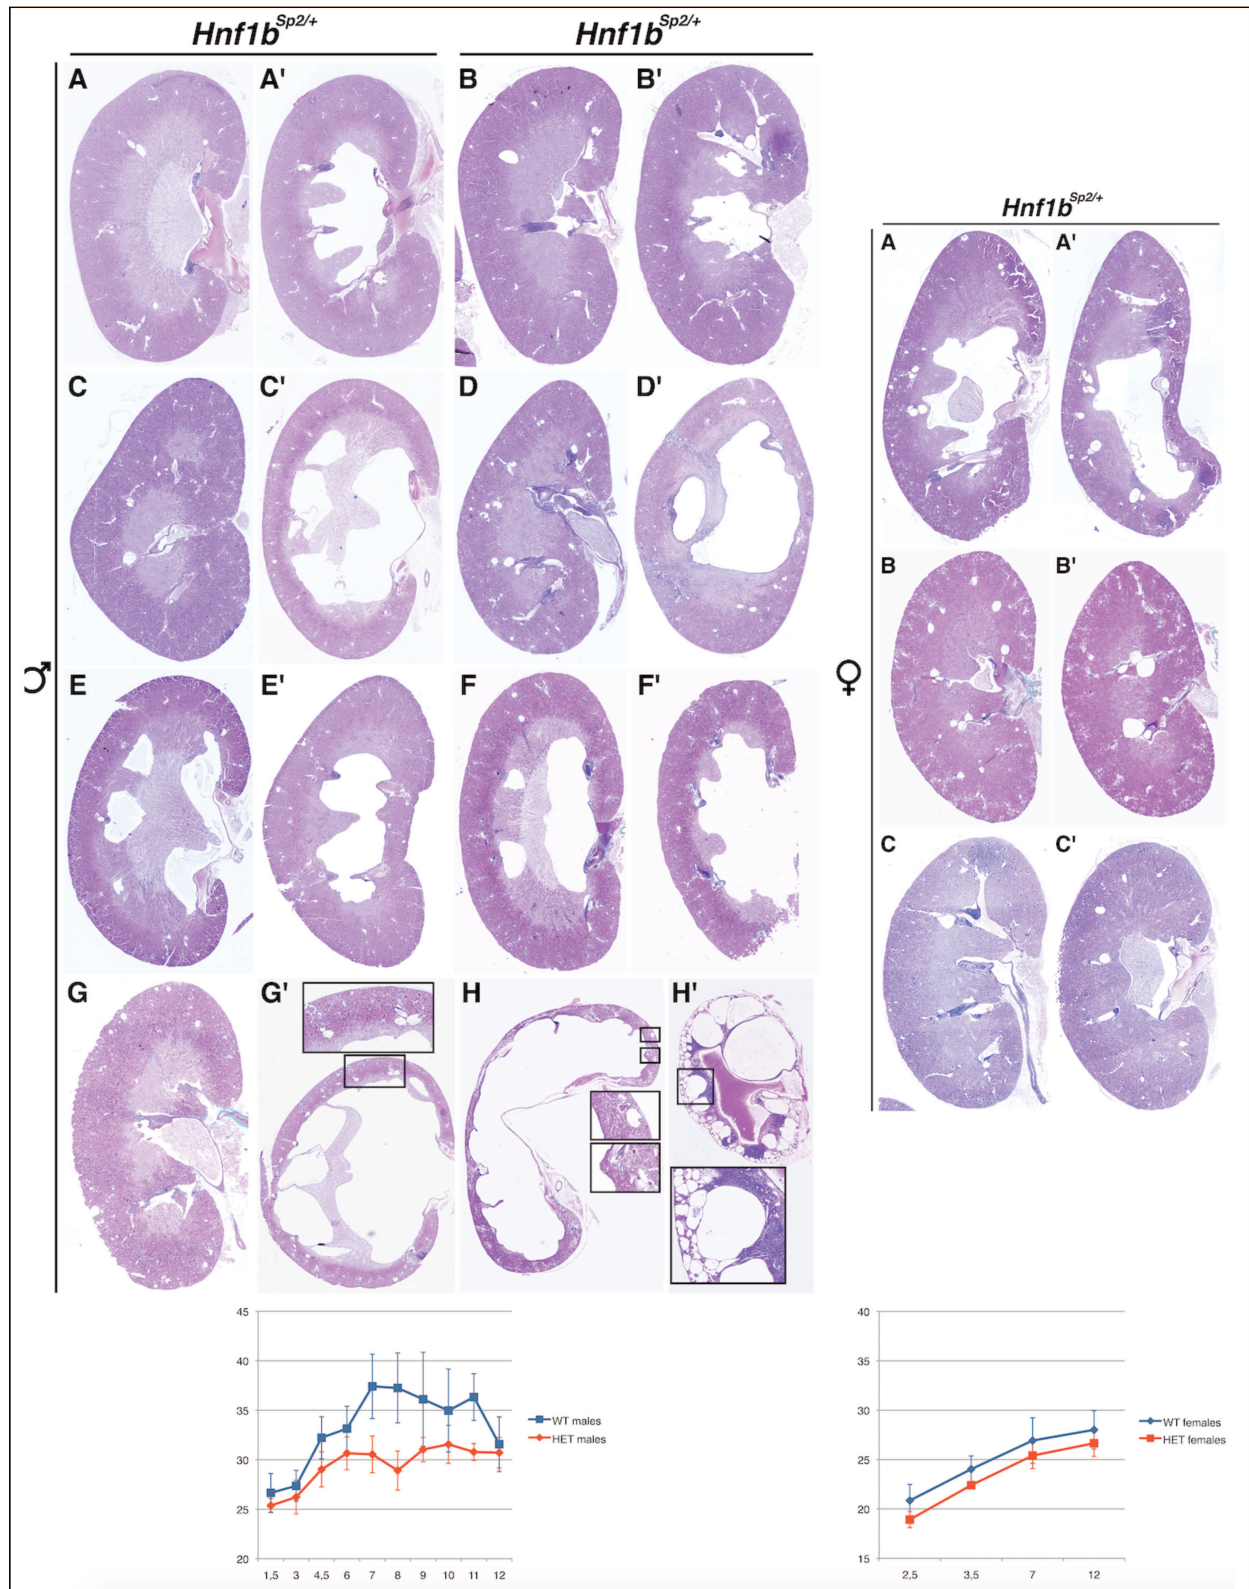 Hnf1b^Sp2/+
Hnf1b^Sp2/+
A A' B B'
C C' D D'
♂
E E' F F'
G G' H H'
Hnf1b^Sp2/+
A A'
B B'
♀
C C'
45
40
35
30
25
20
1,5 3 4,5 6 7 8 9 10 11 12
WT males
HET males
40
35
30
25
20
15
2,5 3,5 7 12
WT females
HET females